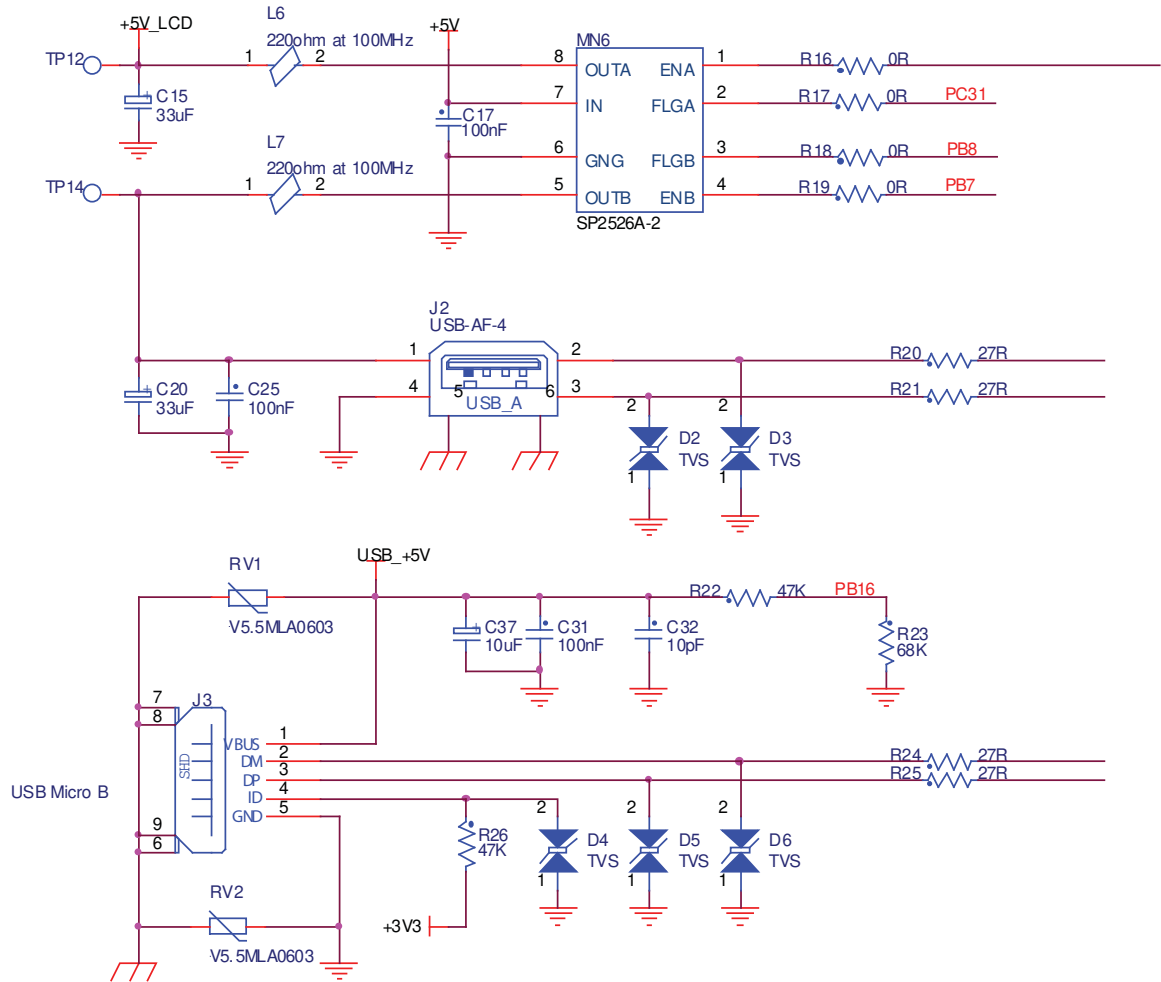 +5V_LCD
L6
220ohm at 100MHz
+5V
MN6
TP12
1
2
8
OUTA
ENA
1
R16
0R
C15
33uF
7
IN
FLGA
2
R17
0R
PC31
C17
100nF
L7
220ohm at 100MHz
6
GNG
FLGB
3
R18
0R
PB8
TP14
1
2
5
OUTB
ENB
4
R19
0R
PB7
SP2526A-2
J2
USB-AF-4
1
2
R20
27R
C20
33uF
C25
100nF
4
5
6
3
R21
27R
USB_A
2
2
D2
TVS
D3
TVS
1
1
USB_+5V
RV1
V5.5MLA0603
R22
47K
PB16
C37
10uF
C31
100nF
C32
10pF
R23
68K
7
8
J3
SHD
VBUS
1
DM
2
R24
27R
DP
3
R25
27R
ID
4
GND
5
USB Micro B
9
6
R26
47K
2
2
2
D4
TVS
D5
TVS
D6
TVS
1
1
1
RV2
V5.5MLA0603
+3V3